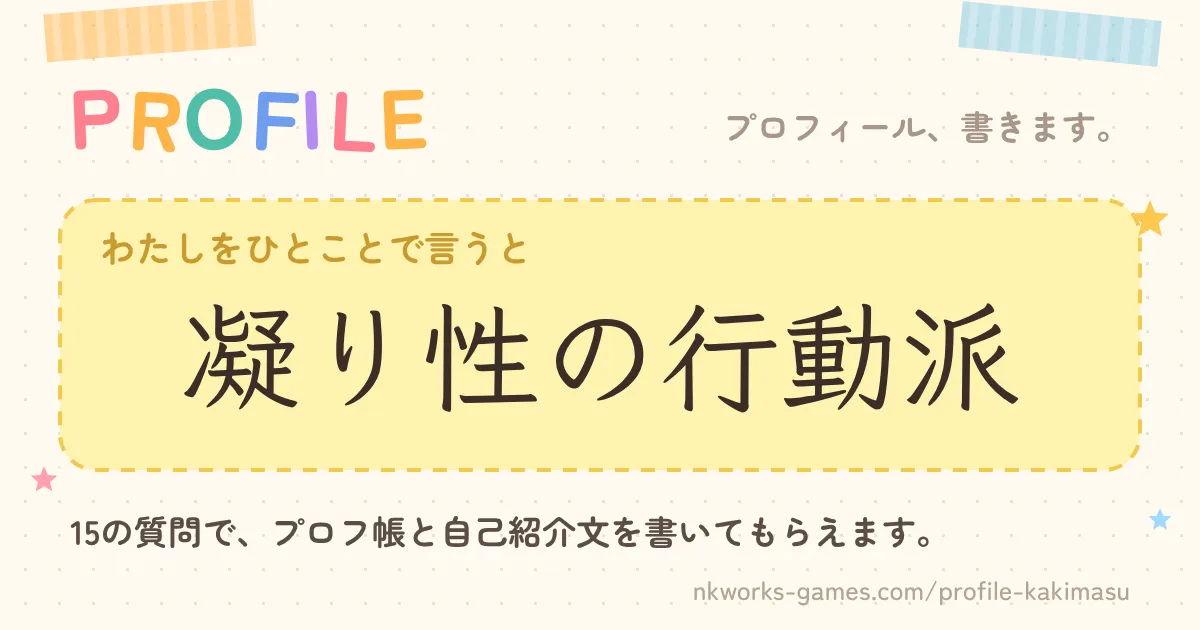 PROFILE
プロフィール、書きます。
わたしをひとことで言うと
凝り性の行動派
15の質問で、プロフ帳と自己紹介文を書いてもらえます。
nkworks-games.com/profile-kakimasu